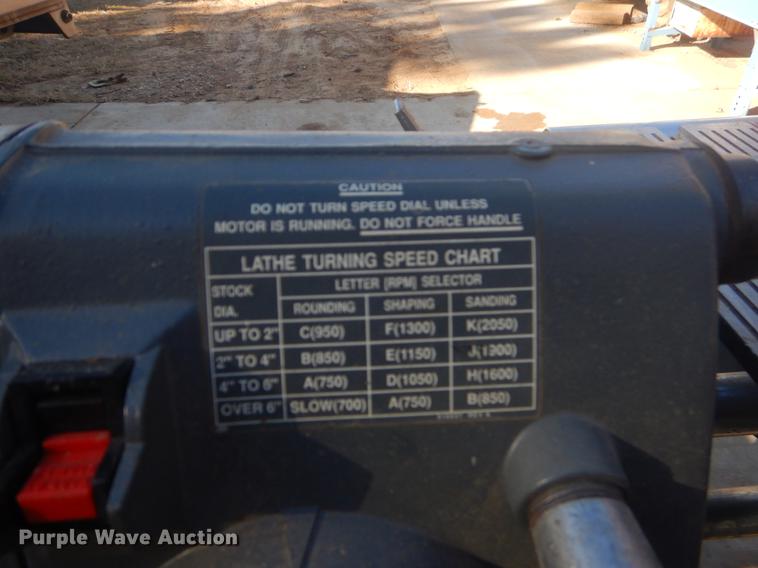 CAUTION
DO NOT TURN SPEED DIAL UNLESS
MOTOR IS RUNNING. DO NOT FORCE HANDLE
LATHE TURNING SPEED CHART
STOCK DIA. LETTER [RPM] SELECTOR
ROUNDING SHAPING SANDING
UP TO 2" C(950) F(1300) K(2050)
2" TO 4" B(850) E(1150) J(1900)
4" TO 6" A(750) D(1050) H(1600)
OVER 6" SLOW(700) A(750) B(850)
Purple Wave Auction